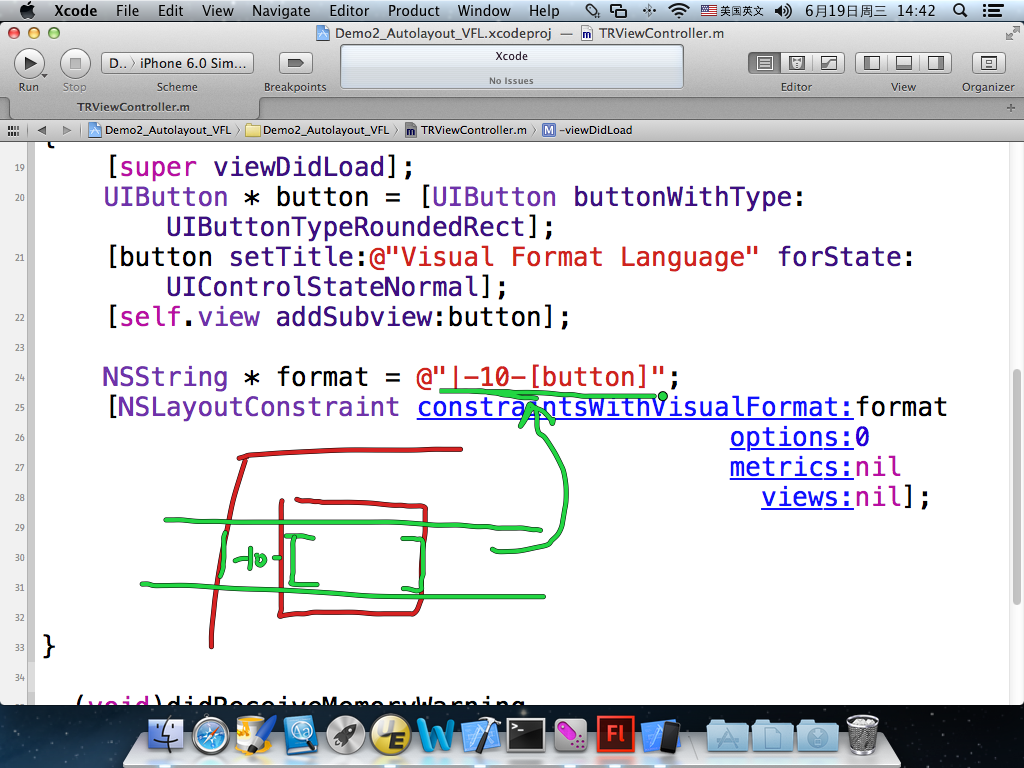 Xcode File Edit View Navigate Editor Product Window Help 美国英文 6月19日周三 14:42
Demo2_Autolayout_VFL.xcodeproj — TRViewController.m
D.. iPhone 6.0 Sim...
Xcode
No Issues
Run Stop Scheme Breakpoints Editor View Organizer
TRViewController.m
Demo2_Autolayout_VFL Demo2_Autolayout_VFL TRViewController.m M -viewDidLoad
{
19 [super viewDidLoad];
20 UIButton * button = [UIButton buttonWithType:
UIButtonTypeRoundedRect];
21 [button setTitle:@"Visual Format Language" forState:
UIControlStateNormal];
22 [self.view addSubview:button];
23
24 NSString * format = @"|-10-[button]";
25 [NSLayoutConstraint constraintsWithVisualFormat:format
26 options:0
27 metrics:nil
28 views:nil];
29
30 |-10-[ ]
31
32
33 }
34
- (void)didReceiveMemoryWarning
Fl